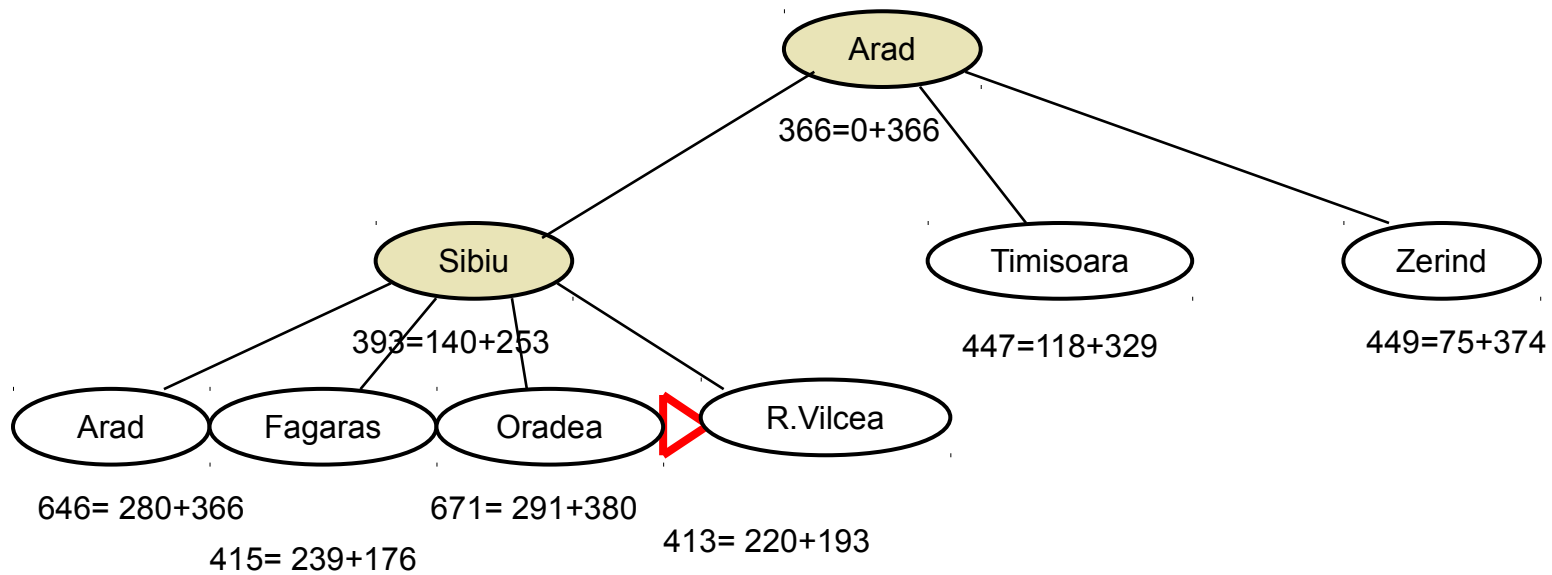 Arad
366=0+366
Sibiu
Timisoara
Zerind
393=140+253
447=118+329
449=75+374
Arad
Fagaras
Oradea
R.Vilcea
646= 280+366
671= 291+380
415= 239+176
413= 220+193